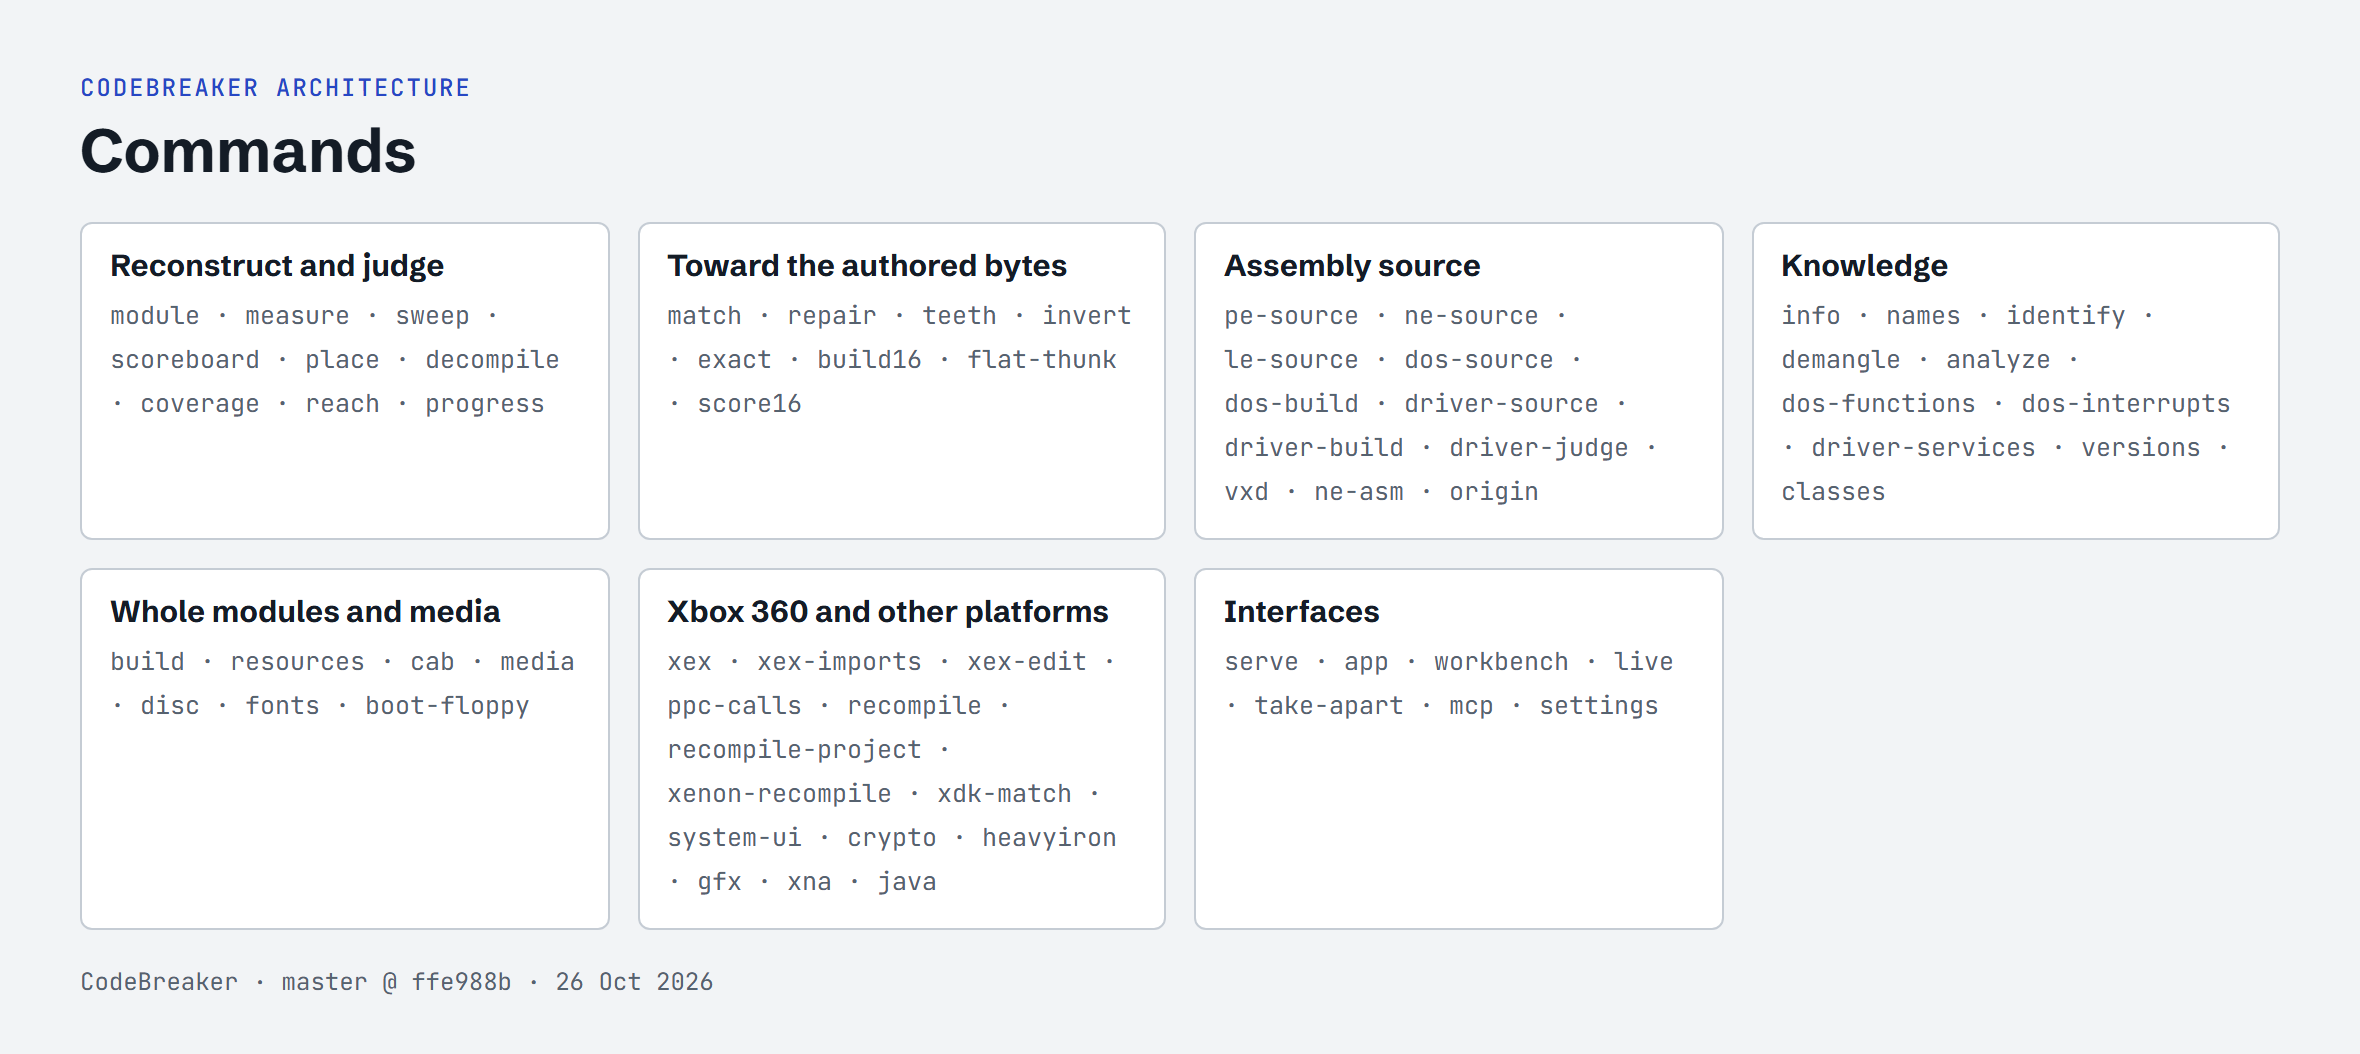 CODEBREAKER ARCHITECTURE
Commands
Reconstruct and judge
module · measure · sweep ·
scoreboard · place · decompile
· coverage · reach · progress
Toward the authored bytes
match · repair · teeth · invert
· exact · build16 · flat-thunk
· score16
Assembly source
pe-source · ne-source ·
le-source · dos-source ·
dos-build · driver-source ·
driver-build · driver-judge ·
vxd · ne-asm · origin
Knowledge
info · names · identify ·
demangle · analyze ·
dos-functions · dos-interrupts
· driver-services · versions ·
classes
Whole modules and media
build · resources · cab · media
· disc · fonts · boot-floppy
Xbox 360 and other platforms
xex · xex-imports · xex-edit ·
ppc-calls · recompile ·
recompile-project ·
xenon-recompile · xdk-match ·
system-ui · crypto · heavyiron
· gfx · xna · java
Interfaces
serve · app · workbench · live
· take-apart · mcp · settings
CodeBreaker · master @ ffe988b · 26 Oct 2026